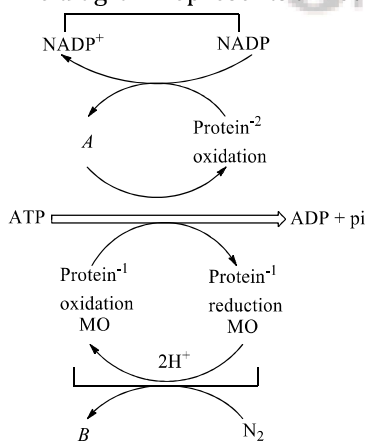 NADP+ NADP
A
Protein-2
oxidation
ATP ADP + pi
Protein-1 Protein-1
oxidation reduction
MO MO
2H+
B N2